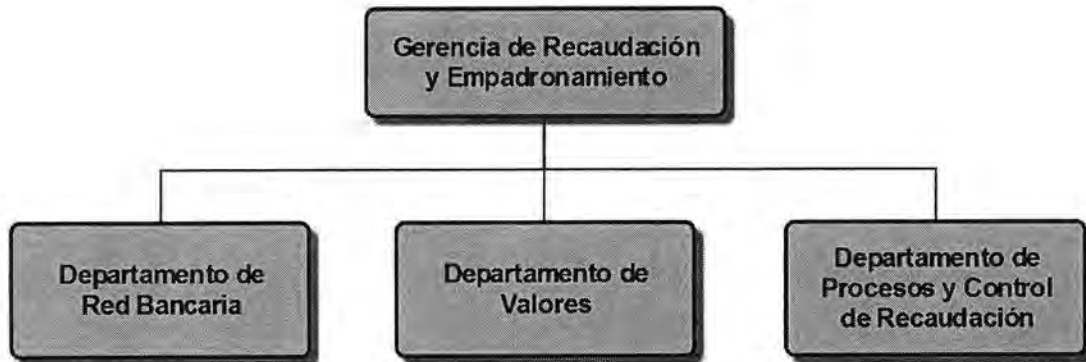 Gerencia de Recaudación
y Empadronamiento
Departamento de
Red Bancaria
Departamento de
Valores
Departamento de
Procesos y Control
de Recaudación